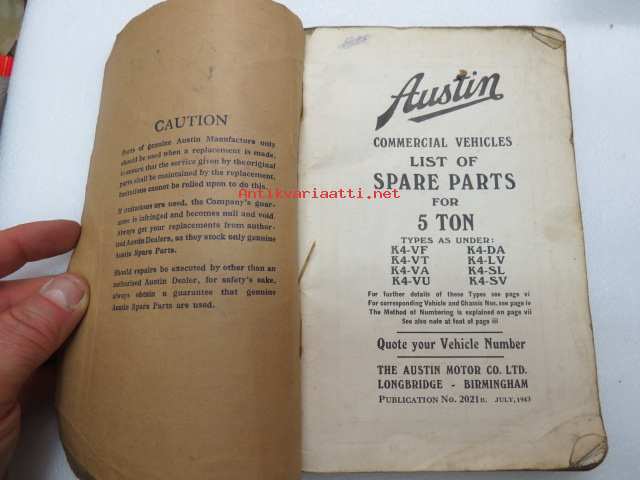 CAUTION
Parts of genuine Austin Manufacture only
should be used when a replacement is made,
to ensure that the service given by the original
parts shall be maintained by the replacement.
Imitations cannot be relied upon to do this.
If imitations are used, the Company's guar-
antee is infringed and becomes null and void.
Always get your replacements from author-
ised Austin Dealers, as they stock only genuine
Austin Spare Parts.
Should repairs be executed by other than an
authorised Austin Dealer, for safety's sake,
always obtain a guarantee that genuine
Austin Spare Parts are used.
Austin
COMMERCIAL VEHICLES
LIST OF
SPARE PARTS
FOR
5 TON
TYPES AS UNDER:
K4-VF K4-DA
K4-VT K4-LV
K4-VA K4-SL
K4-VU K4-SV
For further details of these Types see page vi
For corresponding Vehicle and Chassis Nos. see page iv
The Method of Numbering is explained on page vii
See also note at foot of page iii
Quote your Vehicle Number
THE AUSTIN MOTOR CO. LTD.
LONGBRIDGE - BIRMINGHAM
PUBLICATION No. 2021B. JULY, 1943
Antikvariaatti.net